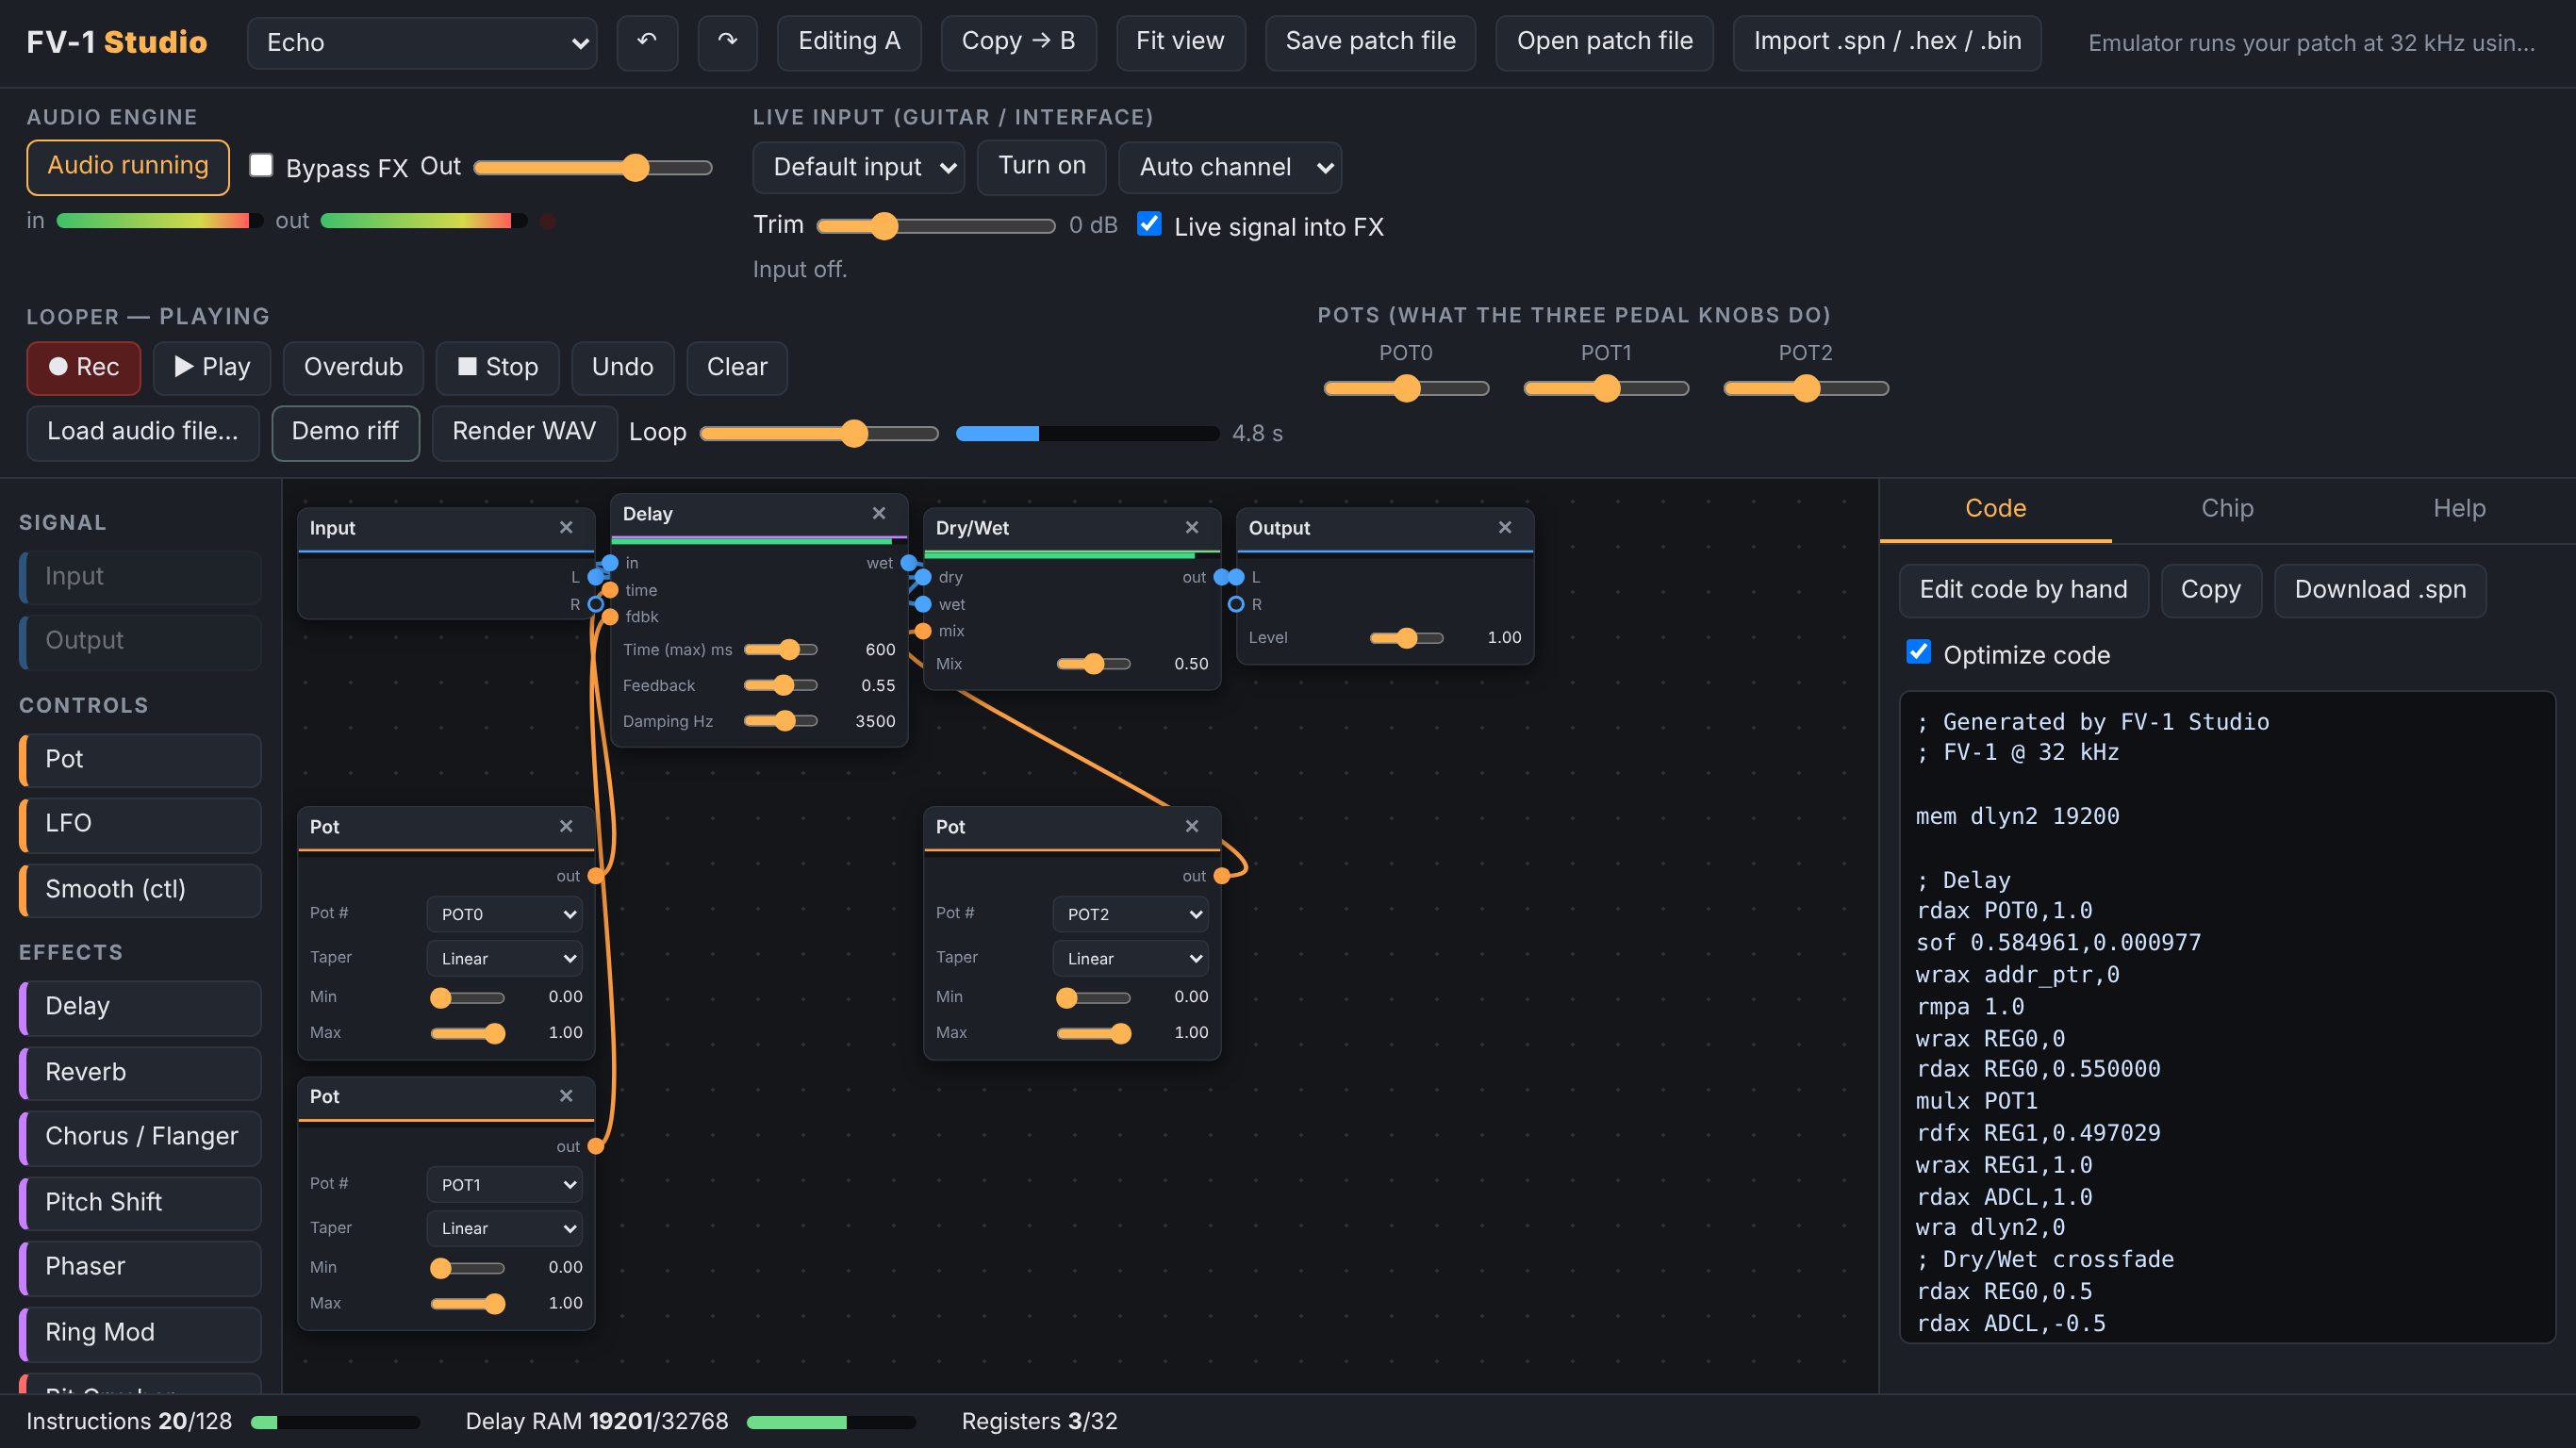 FV-1 Studio
Echo
↶
↷
Editing A
Copy → B
Fit view
Save patch file
Open patch file
Import .spn / .hex / .bin
Emulator runs your patch at 32 kHz usin...
AUDIO ENGINE
Audio running
Bypass FX
Out
in
out
LIVE INPUT (GUITAR / INTERFACE)
Default input
Turn on
Auto channel
Trim
0 dB
Live signal into FX
Input off.
LOOPER — PLAYING
● Rec
▶ Play
Overdub
■ Stop
Undo
Clear
Load audio file...
Demo riff
Render WAV
Loop
4.8 s
POTS (WHAT THE THREE PEDAL KNOBS DO)
POT0
POT1
POT2
SIGNAL
Input
Output
CONTROLS
Pot
LFO
Smooth (ctl)
EFFECTS
Delay
Reverb
Chorus / Flanger
Pitch Shift
Phaser
Ring Mod
Input
L
R
Delay
in
wet
time
fdbk
Time (max) ms
600
Feedback
0.55
Damping Hz
3500
Dry/Wet
dry
out
wet
mix
Mix
0.50
Output
L
R
Level
1.00
Pot
out
Pot #
POT0
Taper
Linear
Min
0.00
Max
1.00
Pot
out
Pot #
POT2
Taper
Linear
Min
0.00
Max
1.00
Pot
out
Pot #
POT1
Taper
Linear
Min
0.00
Max
1.00
Code
Chip
Help
Edit code by hand
Copy
Download .spn
Optimize code
; Generated by FV-1 Studio
; FV-1 @ 32 kHz
mem dlyn2 19200
; Delay
rdax POT0,1.0
sof 0.584961,0.000977
wrax addr_ptr,0
rmpa 1.0
wrax REG0,0
rdax REG0,0.550000
mulx POT1
rdfx REG1,0.497029
wrax REG1,1.0
rdax ADCL,1.0
wra dlyn2,0
; Dry/Wet crossfade
rdax REG0,0.5
rdax ADCL,-0.5
Instructions 20/128
Delay RAM 19201/32768
Registers 3/32